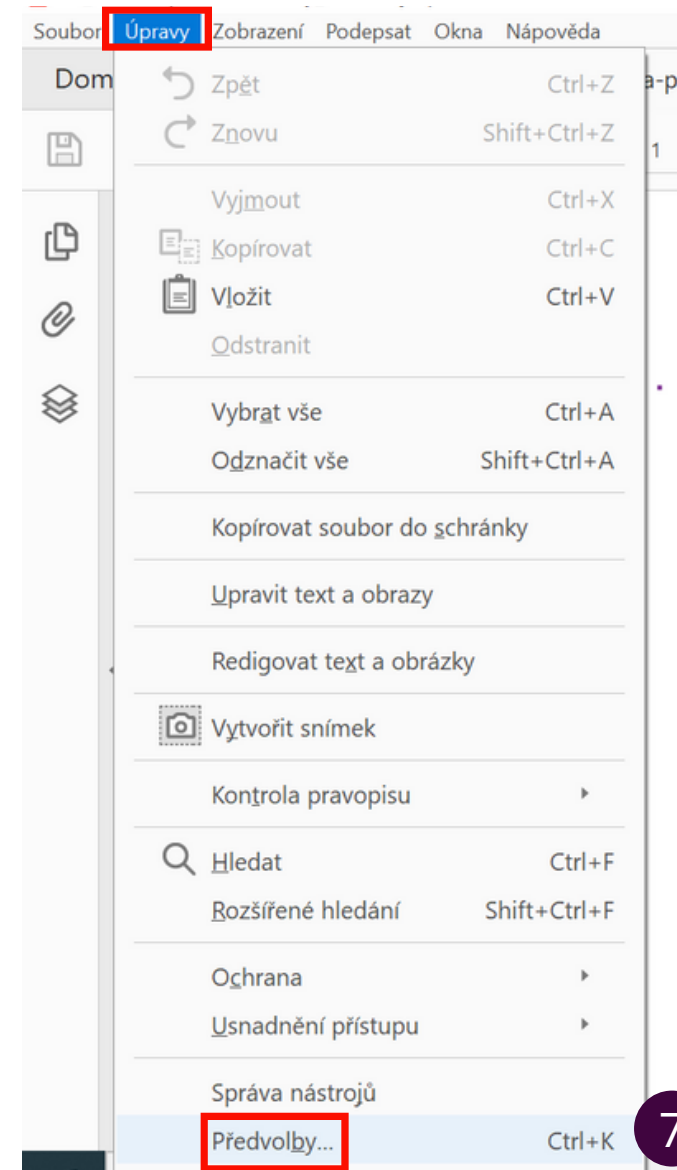 Soubor Úpravy Zobrazení Podepsat Okna Nápověda
Dom
Zpět Ctrl+Z
Znovu Shift+Ctrl+Z
1
Vyjmout Ctrl+X
Kopírovat Ctrl+C
Vložit Ctrl+V
Odstranit
Vybrat vše Ctrl+A
Odznačit vše Shift+Ctrl+A
Kopírovat soubor do schránky
Upravit text a obrazy
Redigovat text a obrázky
Vytvořit snímek
Kontrola pravopisu
Hledat Ctrl+F
Rozšířené hledání Shift+Ctrl+F
Ochrana
Usnadnění přístupu
Správa nástrojů
Předvolby... Ctrl+K
7